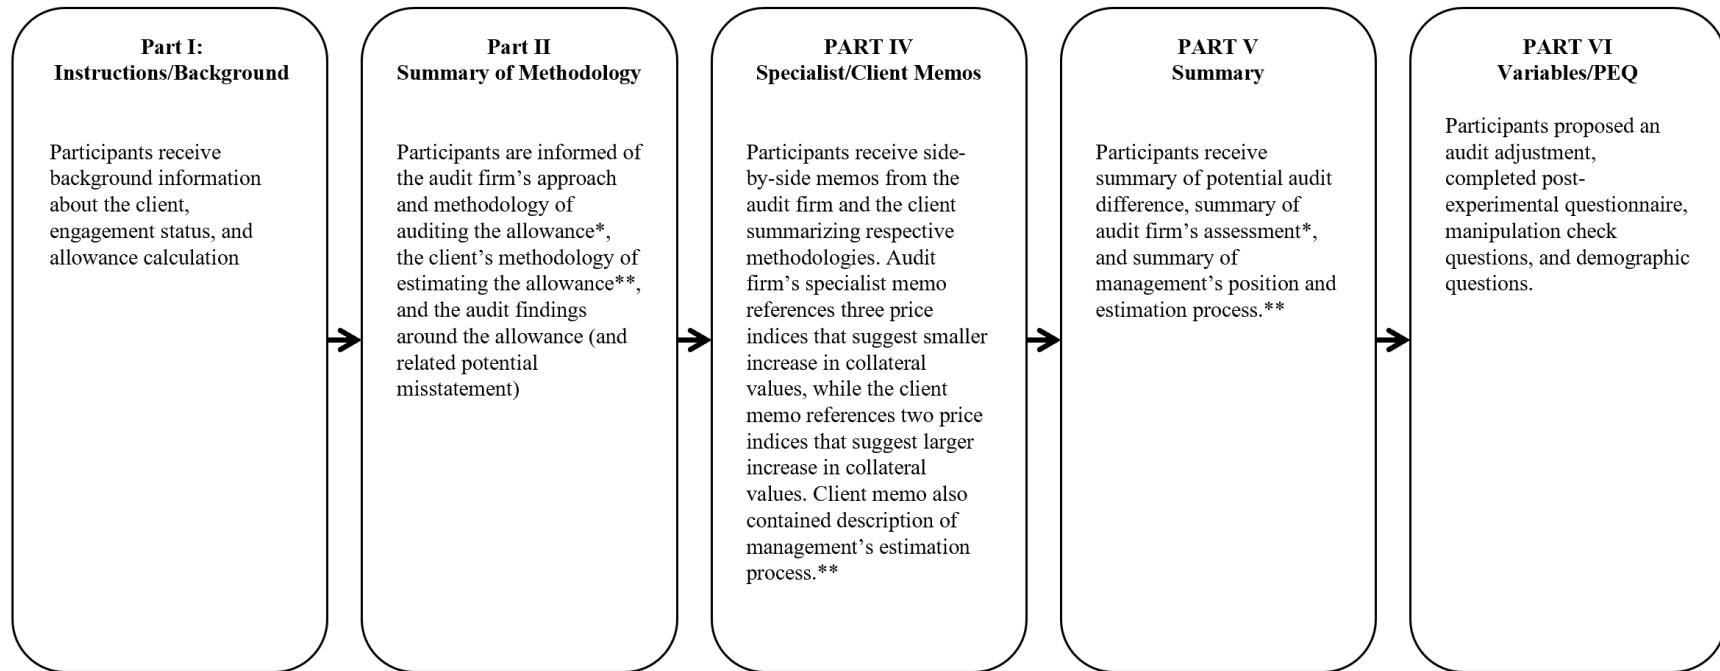 Part I:
Instructions/Background
Participants receive
background information
about the client,
engagement status, and
allowance calculation
Part II
Summary of Methodology
Participants are informed of
the audit firm’s approach
and methodology of
auditing the allowance*,
the client’s methodology of
estimating the allowance**,
and the audit findings
around the allowance (and
related potential
misstatement)
PART IV
Specialist/Client Memos
Participants receive side-
by-side memos from the
audit firm and the client
summarizing respective
methodologies. Audit
firm’s specialist memo
references three price
indices that suggest smaller
increase in collateral
values, while the client
memo references two price
indices that suggest larger
increase in collateral
values. Client memo also
contained description of
management’s estimation
process.**
PART V
Summary
Participants receive
summary of potential audit
difference, summary of
audit firm’s assessment*,
and summary of
management’s position and
estimation process.**
PART VI
Variables/PEQ
Participants proposed an
audit adjustment,
completed post-
experimental questionnaire,
manipulation check
questions, and demographic
questions.